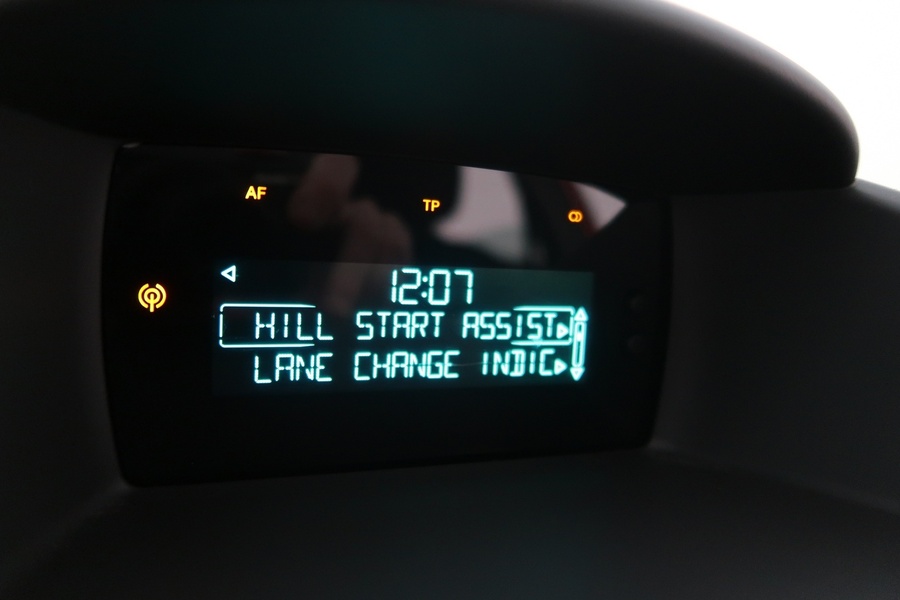 AF
TP
12:07
HILL START ASSIST
LANE CHANGE INDIC